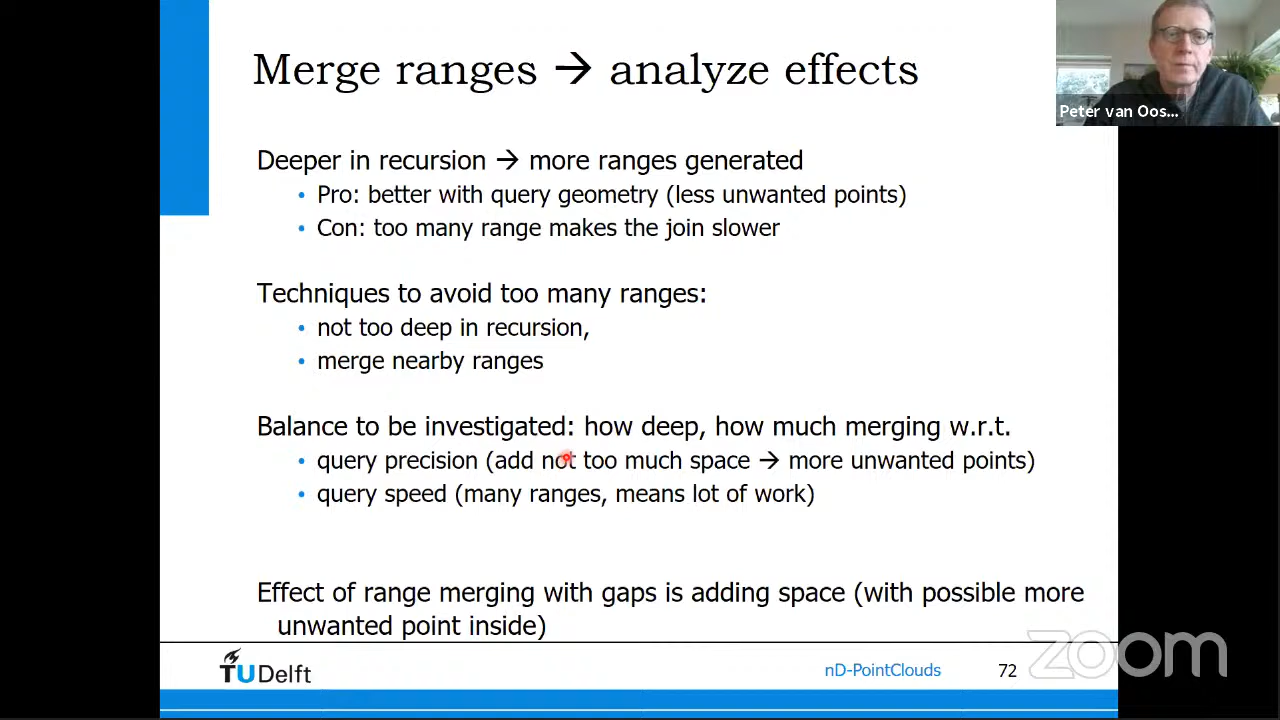 Merge ranges → analyze effects
Peter van Oos...
Deeper in recursion → more ranges generated
• Pro: better with query geometry (less unwanted points)
• Con: too many range makes the join slower
Techniques to avoid too many ranges:
• not too deep in recursion,
• merge nearby ranges
Balance to be investigated: how deep, how much merging w.r.t.
• query precision (add not too much space → more unwanted points)
• query speed (many ranges, means lot of work)
Effect of range merging with gaps is adding space (with possible more
unwanted point inside)
TU Delft
nD-PointClouds
72
zoom